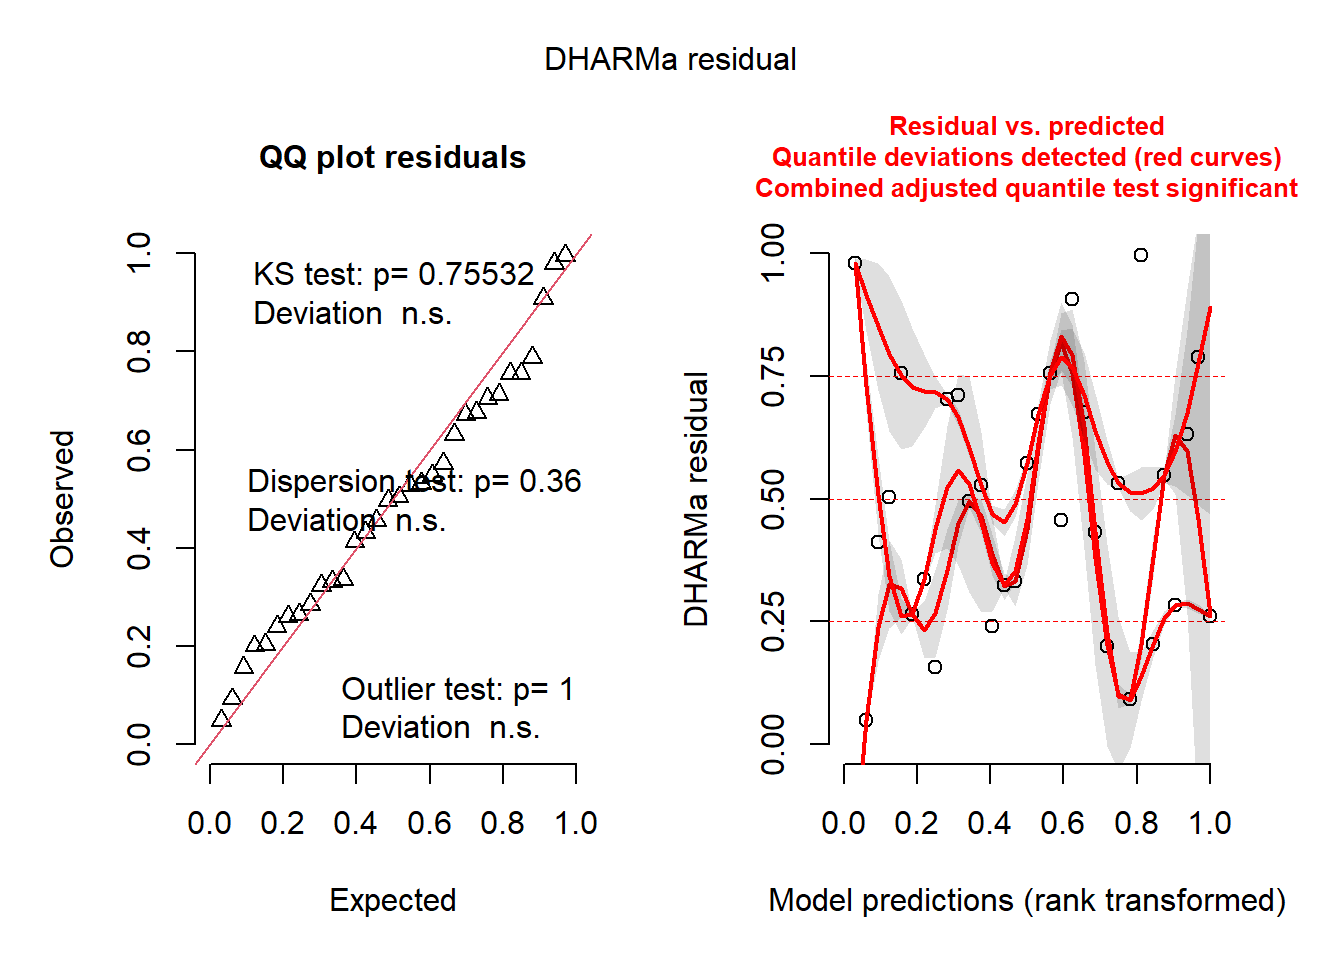 DHARMa residual
QQ plot residuals
KS test: p= 0.75532
Deviation  n.s.
Dispersion test: p= 0.36
Deviation  n.s.
Outlier test: p= 1
Deviation  n.s.
Observed
0.0 0.2 0.4 0.6 0.8 1.0
0.0 0.2 0.4 0.6 0.8 1.0
Expected
Residual vs. predicted
Quantile deviations detected (red curves)
Combined adjusted quantile test significant
DHARMa residual
0.00 0.25 0.50 0.75 1.00
0.0 0.2 0.4 0.6 0.8 1.0
Model predictions (rank transformed)